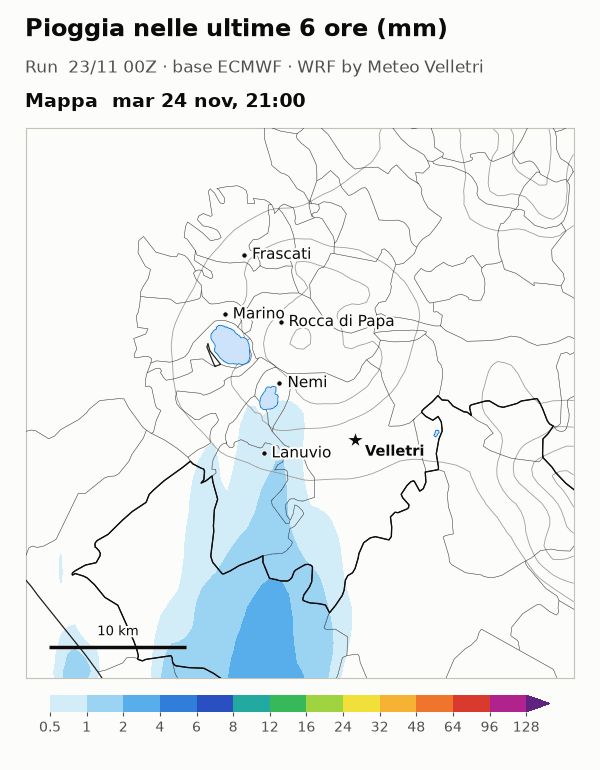 Pioggia nelle ultime 6 ore (mm)
Run  23/11 00Z · base ECMWF · WRF by Meteo Velletri
Mappa  mar 24 nov, 21:00
Frascati
Marino
Rocca di Papa
Nemi
Velletri
Lanuvio
10 km
0.5 1 2 4 6 8 12 16 24 32 48 64 96 128